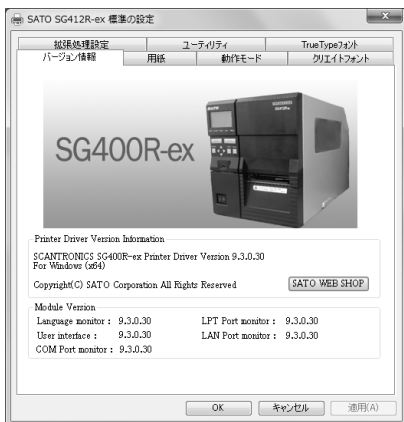 SATO SG412R-ex 標準の設定
拡張処理設定 ユーティリティ TrueTypeフォント
バージョン情報 用紙 動作モード クリエイトフォント
SG400R-ex
Printer Driver Version Information
SCANTRONICS SG400R-ex Printer Driver Version 9.3.0.30
For Windows (x64)
Copyright(C) SATO Corporation All Rights Reserved
SATO WEB SHOP
Module Version
Language monitor : 9.3.0.30 LPT Port monitor : 9.3.0.30
User interface : 9.3.0.30 LAN Port monitor : 9.3.0.30
COM Port monitor : 9.3.0.30
OK キャンセル 適用(A)